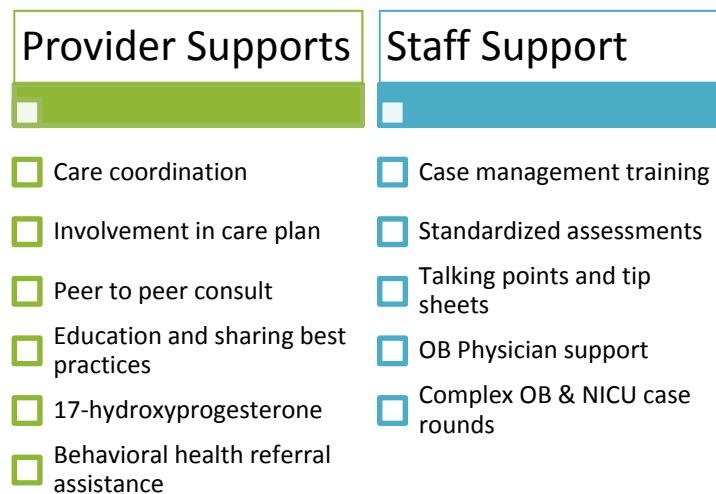 Provider Supports
Care coordination
Involvement in care plan
Peer to peer consult
Education and sharing best
practices
17-hydroxyprogesterone
Behavioral health referral
assistance
Staff Support
Case management training
Standardized assessments
Talking points and tip
sheets
OB Physician support
Complex OB & NICU case
rounds